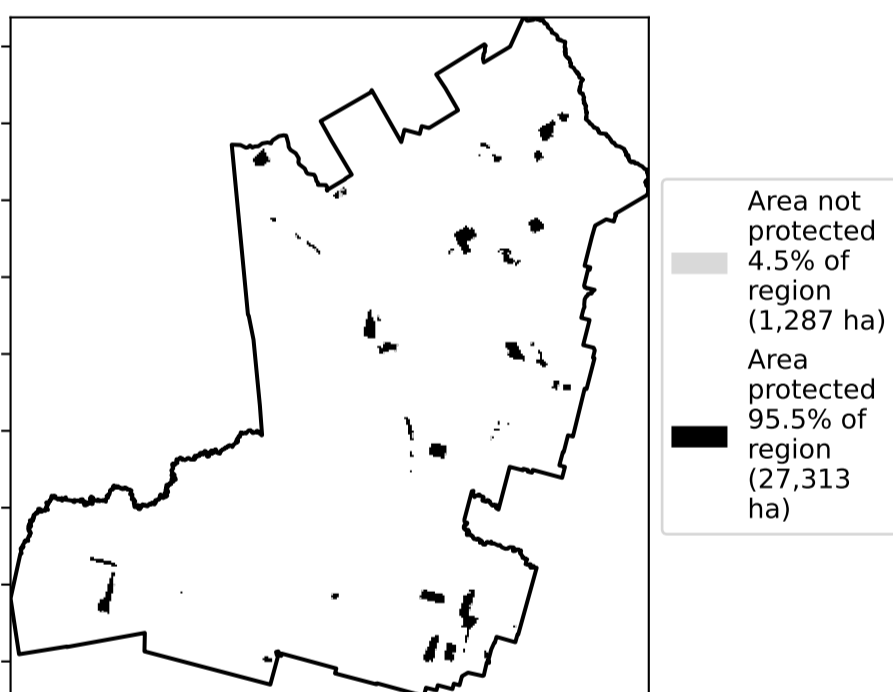 Area not
protected
4.5% of
region
(1,287 ha)
Area
protected
95.5% of
region
(27,313
ha)